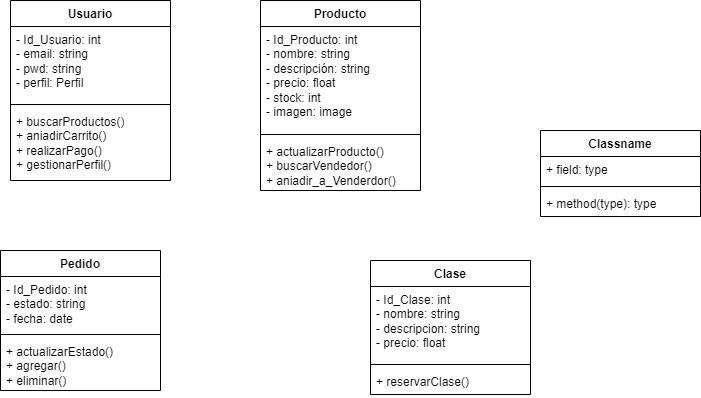 Usuario
- Id_Usuario: int
- email: string
- pwd: string
- perfil: Perfil
+ buscarProductos()
+ aniadirCarrito()
+ realizarPago()
+ gestionarPerfil()
Producto
- Id_Producto: int
- nombre: string
- descripción: string
- precio: float
- stock: int
- imagen: image
+ actualizarProducto()
+ buscarVendedor()
+ aniadir_a_Venderdor()
Classname
+ field: type
+ method(type): type
Pedido
- Id_Pedido: int
- estado: string
- fecha: date
+ actualizarEstado()
+ agregar()
+ eliminar()
Clase
- Id_Clase: int
- nombre: string
- descripcion: string
- precio: float
+ reservarClase()